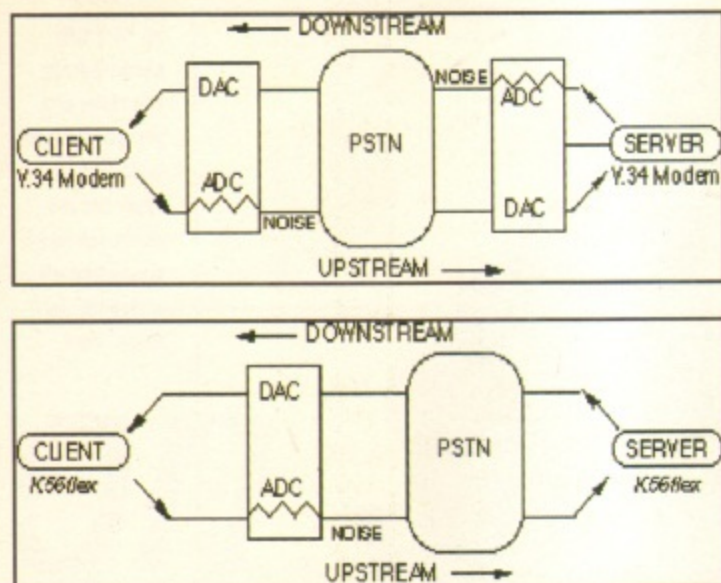 DOWNSTREAM
DAC
NOISE
ADC
CLIENT
PSTN
SERVER
V.34 Modem
ADC
V.34 Modem
NOISE
DAC
UPSTREAM
DOWNSTREAM
DAC
CLIENT
PSTN
SERVER
K56flex
ADC
K56flex
NOISE
UPSTREAM